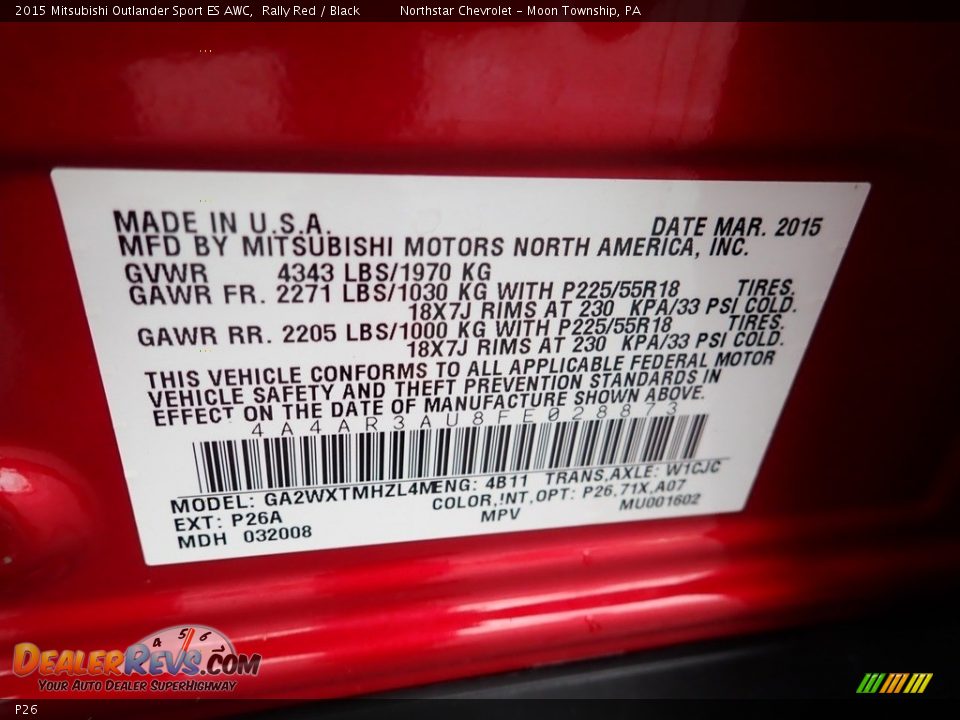 2015 Mitsubishi Outlander Sport ES AWC, Rally Red / Black Northstar Chevrolet - Moon Township, PA
MADE IN U.S.A. DATE MAR. 2015
MFD BY MITSUBISHI MOTORS NORTH AMERICA, INC.
GVWR 4343 LBS/1970 KG
GAWR FR. 2271 LBS/1030 KG WITH P225/55R18 TIRES.
18X7J RIMS AT 230 KPA/33 PSI COLD.
GAWR RR. 2205 LBS/1000 KG WITH P225/55R18 TIRES.
18X7J RIMS AT 230 KPA/33 PSI COLD.
THIS VEHICLE CONFORMS TO ALL APPLICABLE FEDERAL MOTOR
VEHICLE SAFETY AND THEFT PREVENTION STANDARDS IN
EFFECT ON THE DATE OF MANUFACTURE SHOWN ABOVE.
4A4AR3AU8FE028873
MODEL: GA2WXTMHZL4M ENG: 4B11 TRANS,AXLE: W1CJC
EXT: P26A COLOR,INT,OPT: P26,71X,A07
MDH 032008 MPV MU001602
4 5 6
DEALERREVS.COM
Your Auto Dealer SuperHighway
P26